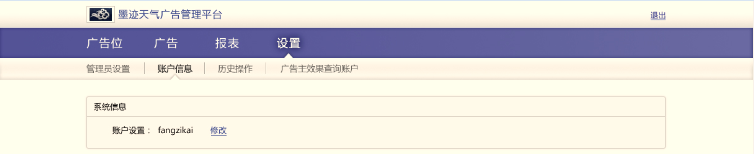 墨迹天气广告管理平台
退出
广告位 广告 报表 设置
管理员设置 账户信息 历史操作 广告主效果查询账户
系统信息
账户设置： fangzikai 修改